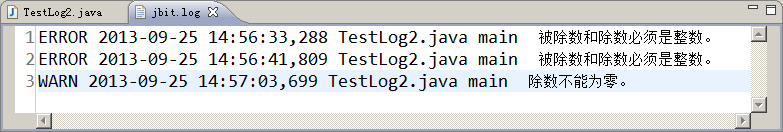 TestLog2.java jbit.log
1 ERROR 2013-09-25 14:56:33,288 TestLog2.java main 被除数和除数必须是整数。
2 ERROR 2013-09-25 14:56:41,809 TestLog2.java main 被除数和除数必须是整数。
3 WARN 2013-09-25 14:57:03,699 TestLog2.java main 除数不能为零。